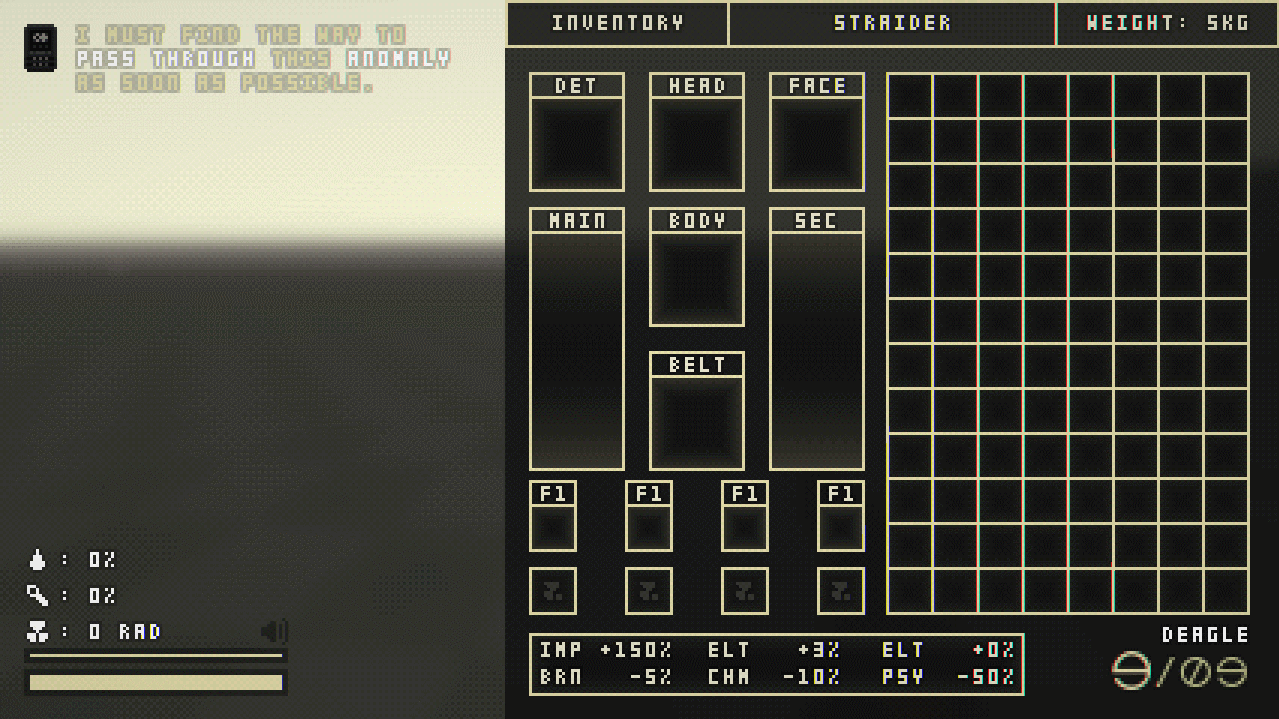 I MUST FIND THE WAY TO
PASS THROUGH THIS ANOMALY
AS SOON AS POSSIBLE.
INVENTORY
STRAIDER
WEIGHT: 5KG
DET
HEAD
FACE
MAIN
BODY
SEC
BELT
F1
F1
F1
F1
: 0%
: 0%
: 0 RAD
IMP +150% ELT +3% ELT +0%
BRN -5% CHM -10% PSY -50%
DEAGLE
9/09